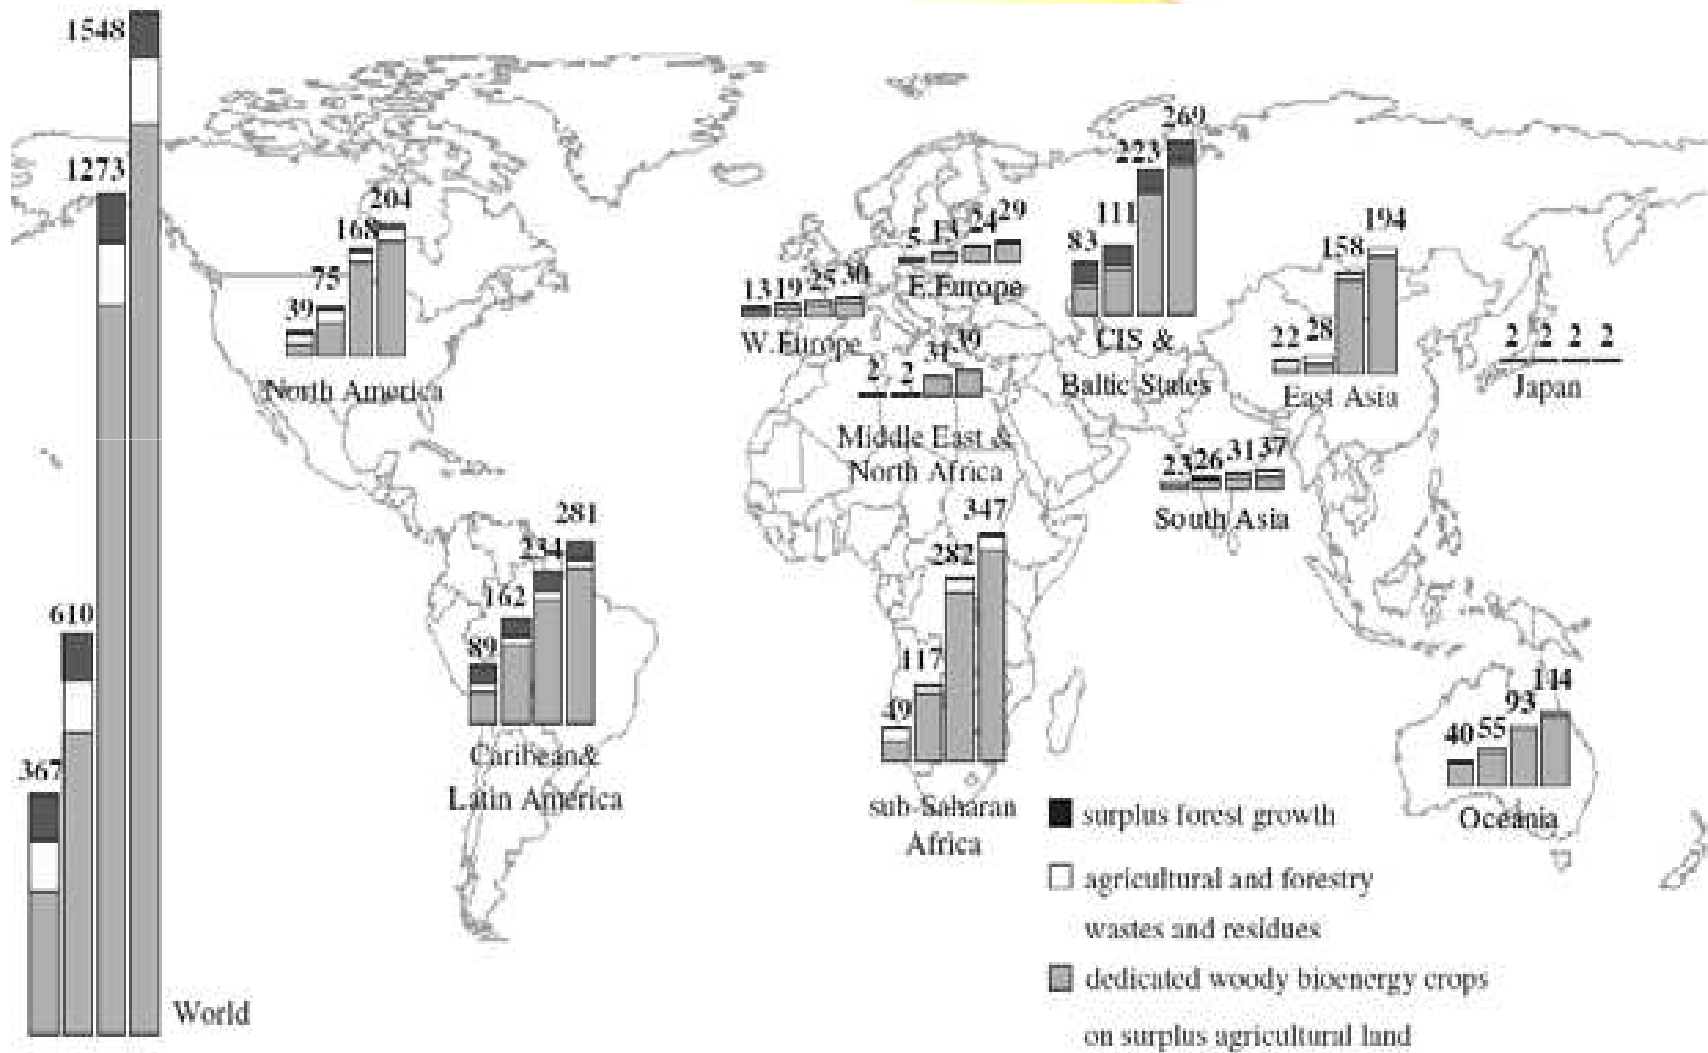 1548
1273
610
367
World
39
75
168
204
North America
89
162
234
281
Caribean&
Latin America
13 19 25 30
W.Europe
5 13 24 29
E.Europe
2 2 31 39
Middle East &
North Africa
49
117
282
347
sub-Saharan
Africa
83
111
223
269
CIS &
Baltic States
22
28
158
194
East Asia
2 2 2 2
Japan
23 26 31 37
South Asia
40 55 93
Oceania
surplus forest growth
agricultural and forestry
wastes and residues
dedicated woody bioenergy crops
on surplus agricultural land